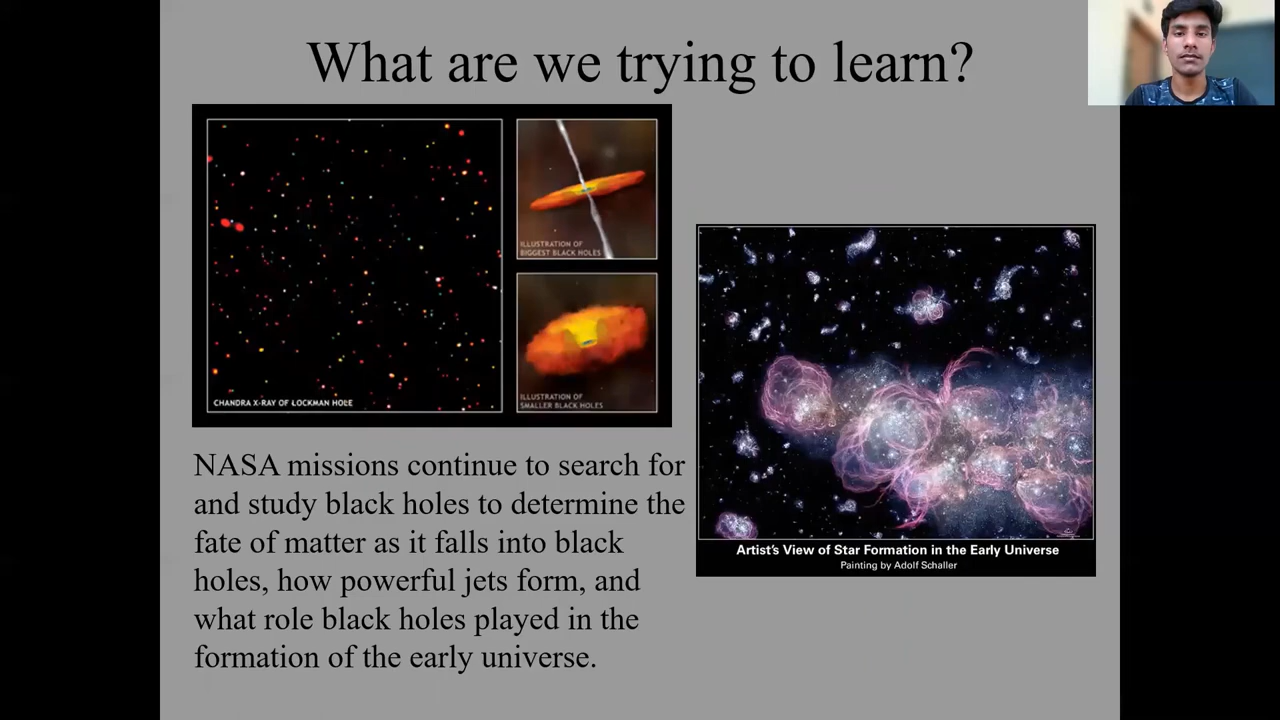 What are we trying to learn?
CHANDRA X-RAY OF LOCKMAN HOLE
ILLUSTRATION OF
BIGGEST BLACK HOLES
ILLUSTRATION OF
SMALLER BLACK HOLES
NASA missions continue to search for
and study black holes to determine the
fate of matter as it falls into black
holes, how powerful jets form, and
what role black holes played in the
formation of the early universe.
Artist's View of Star Formation in the Early Universe
Painting by Adolf Schaller